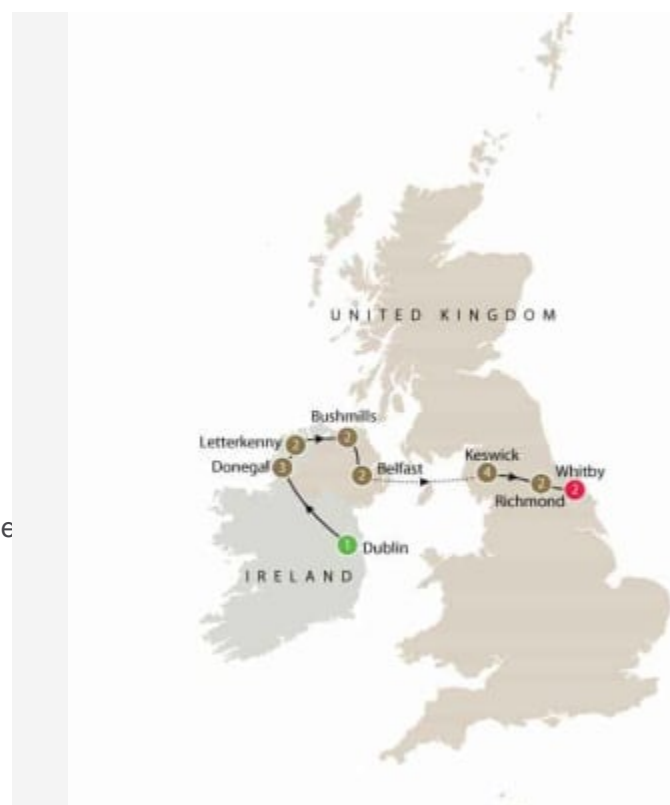 UNITED KINGDOM
Bushmills
2
Letterkenny 2
Donegal 3
2 Belfast
Keswick
4
Whitby
2
Richmond
2
e
1 Dublin
IRELAND